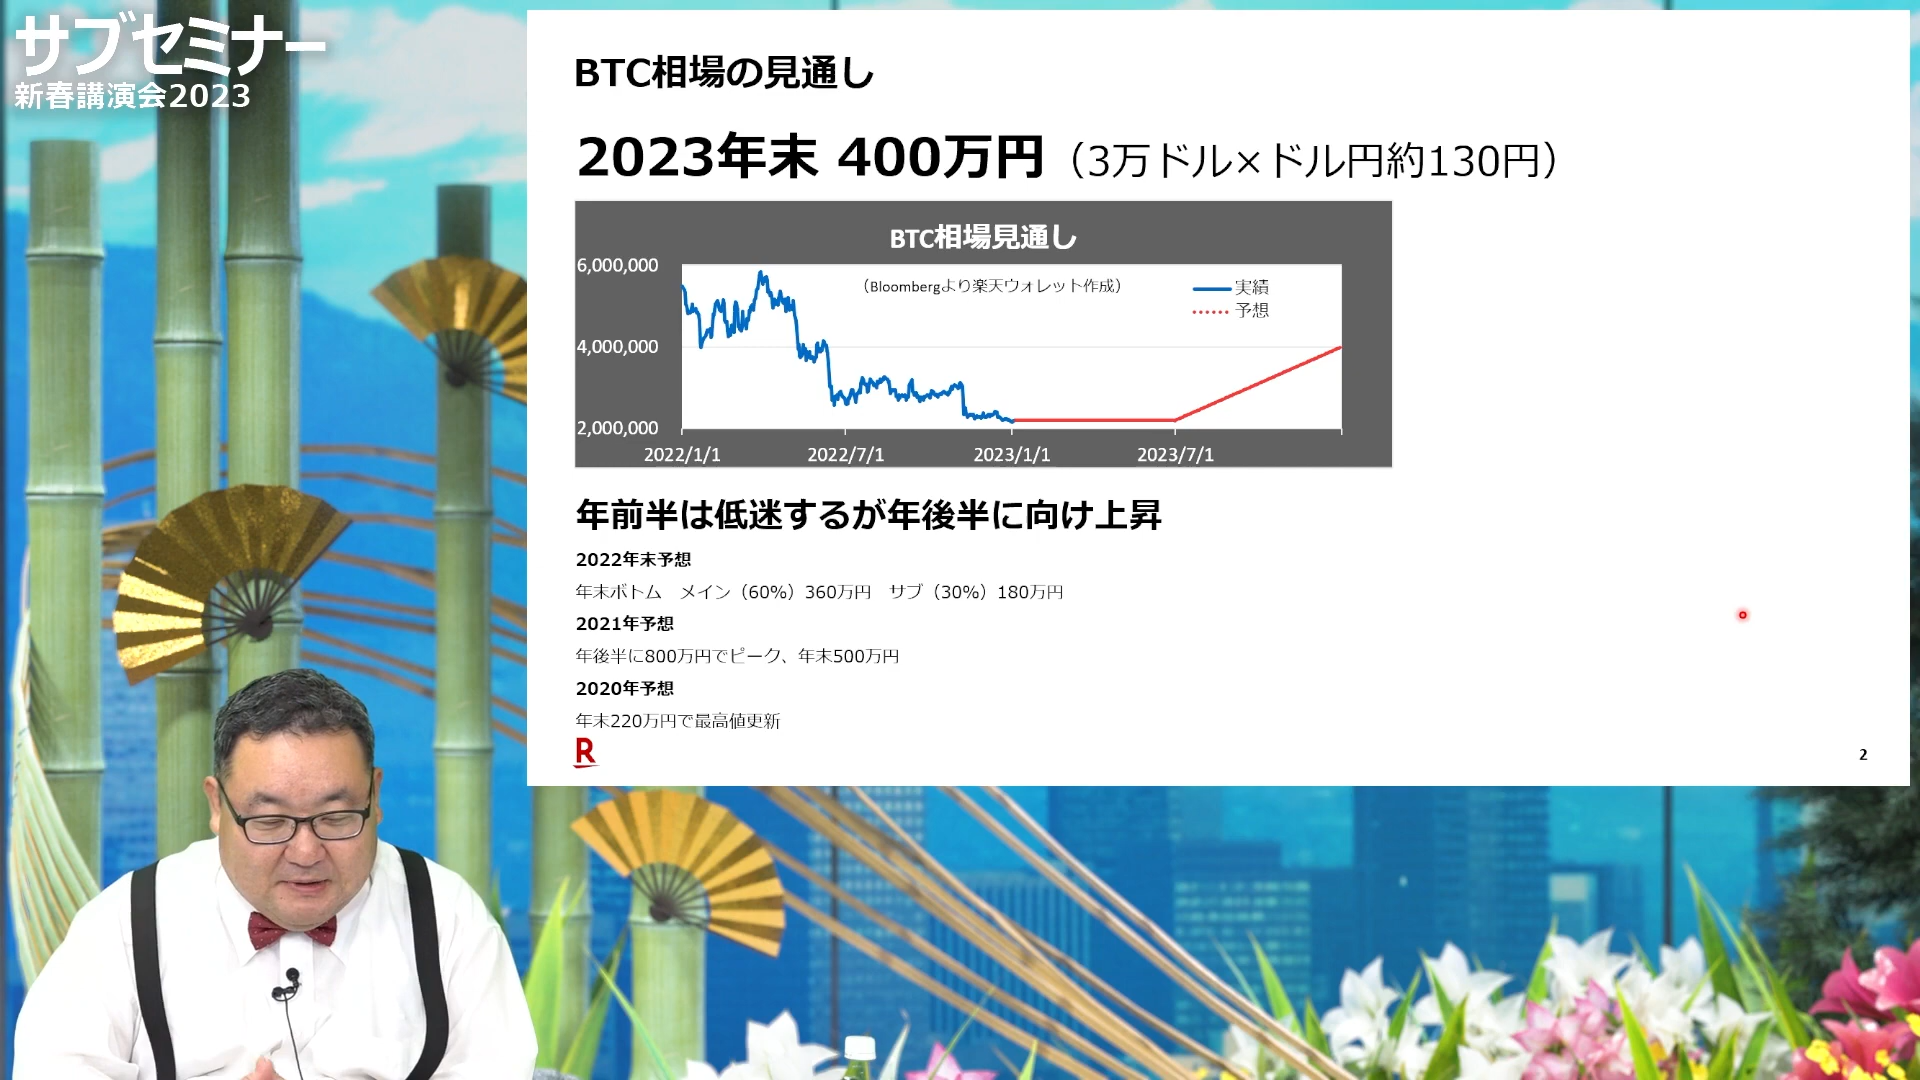 サブセミナー
新春講演会2023
BTC相場の見通し
2023年末 400万円（3万ドル×ドル円約130円）
BTC相場見通し
（Bloombergより楽天ウォレット作成）
実績
予想
6,000,000
4,000,000
2,000,000
2022/1/1 2022/7/1 2023/1/1 2023/7/1
年前半は低迷するが年後半に向け上昇
2022年末予想
年末ボトム　メイン（60%）360万円　サブ（30%）180万円
2021年予想
年後半に800万円でピーク、年末500万円
2020年予想
年末220万円で最高値更新
R
2